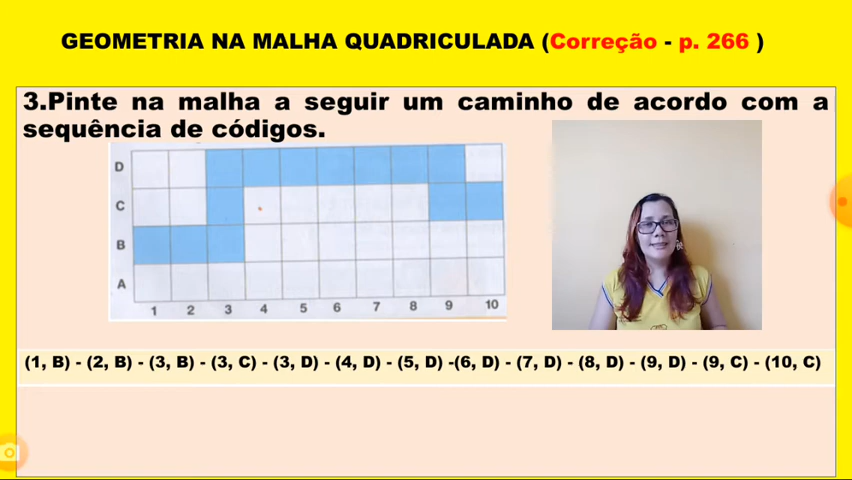 GEOMETRIA NA MALHA QUADRICULADA (Correção - p. 266 )
3.Pinte na malha a seguir um caminho de acordo com a
sequência de códigos.
D
C
B
A
1 2 3 4 5 6 7 8 9 10
(1, B) - (2, B) - (3, B) - (3, C) - (3, D) - (4, D) - (5, D) -(6, D) - (7, D) - (8, D) - (9, D) - (9, C) - (10, C)